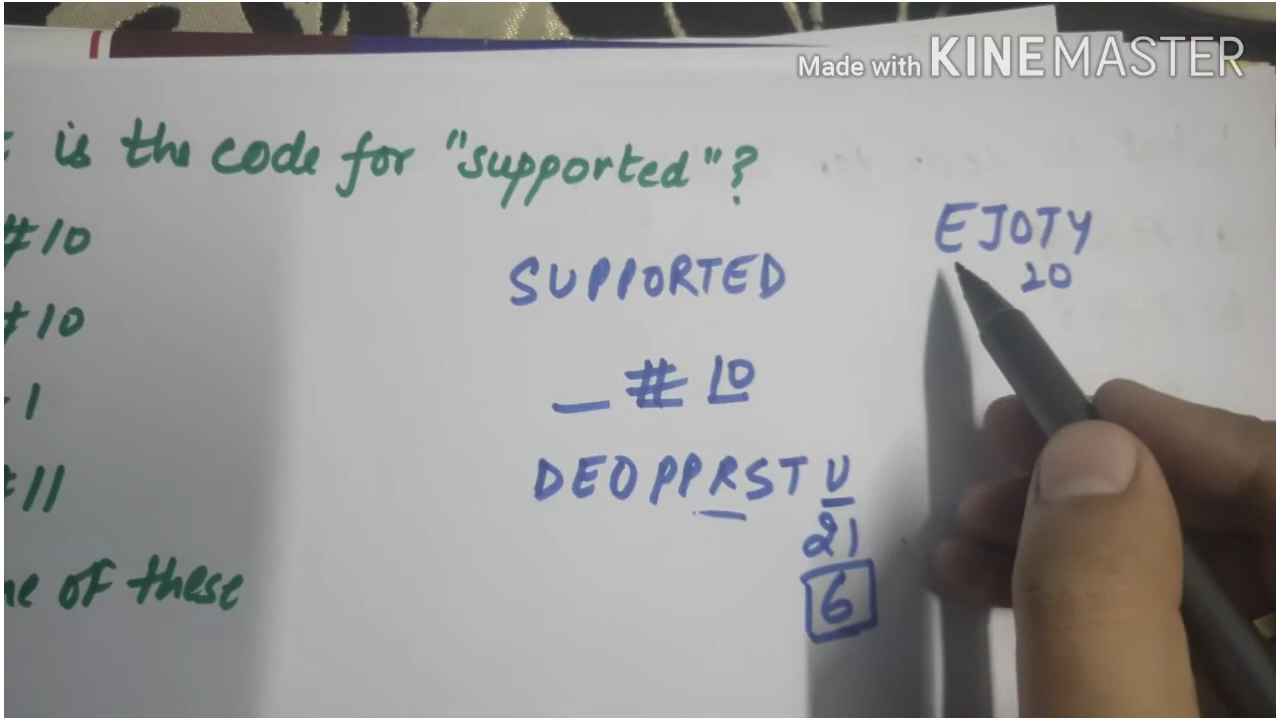 Made with KINEMASTER
is the code for "supported"?
#10
EJOTY
20
SUPPORTED
#10
_ # 10
- 1
DEOPPRSTU
#11
21
6
ne of these